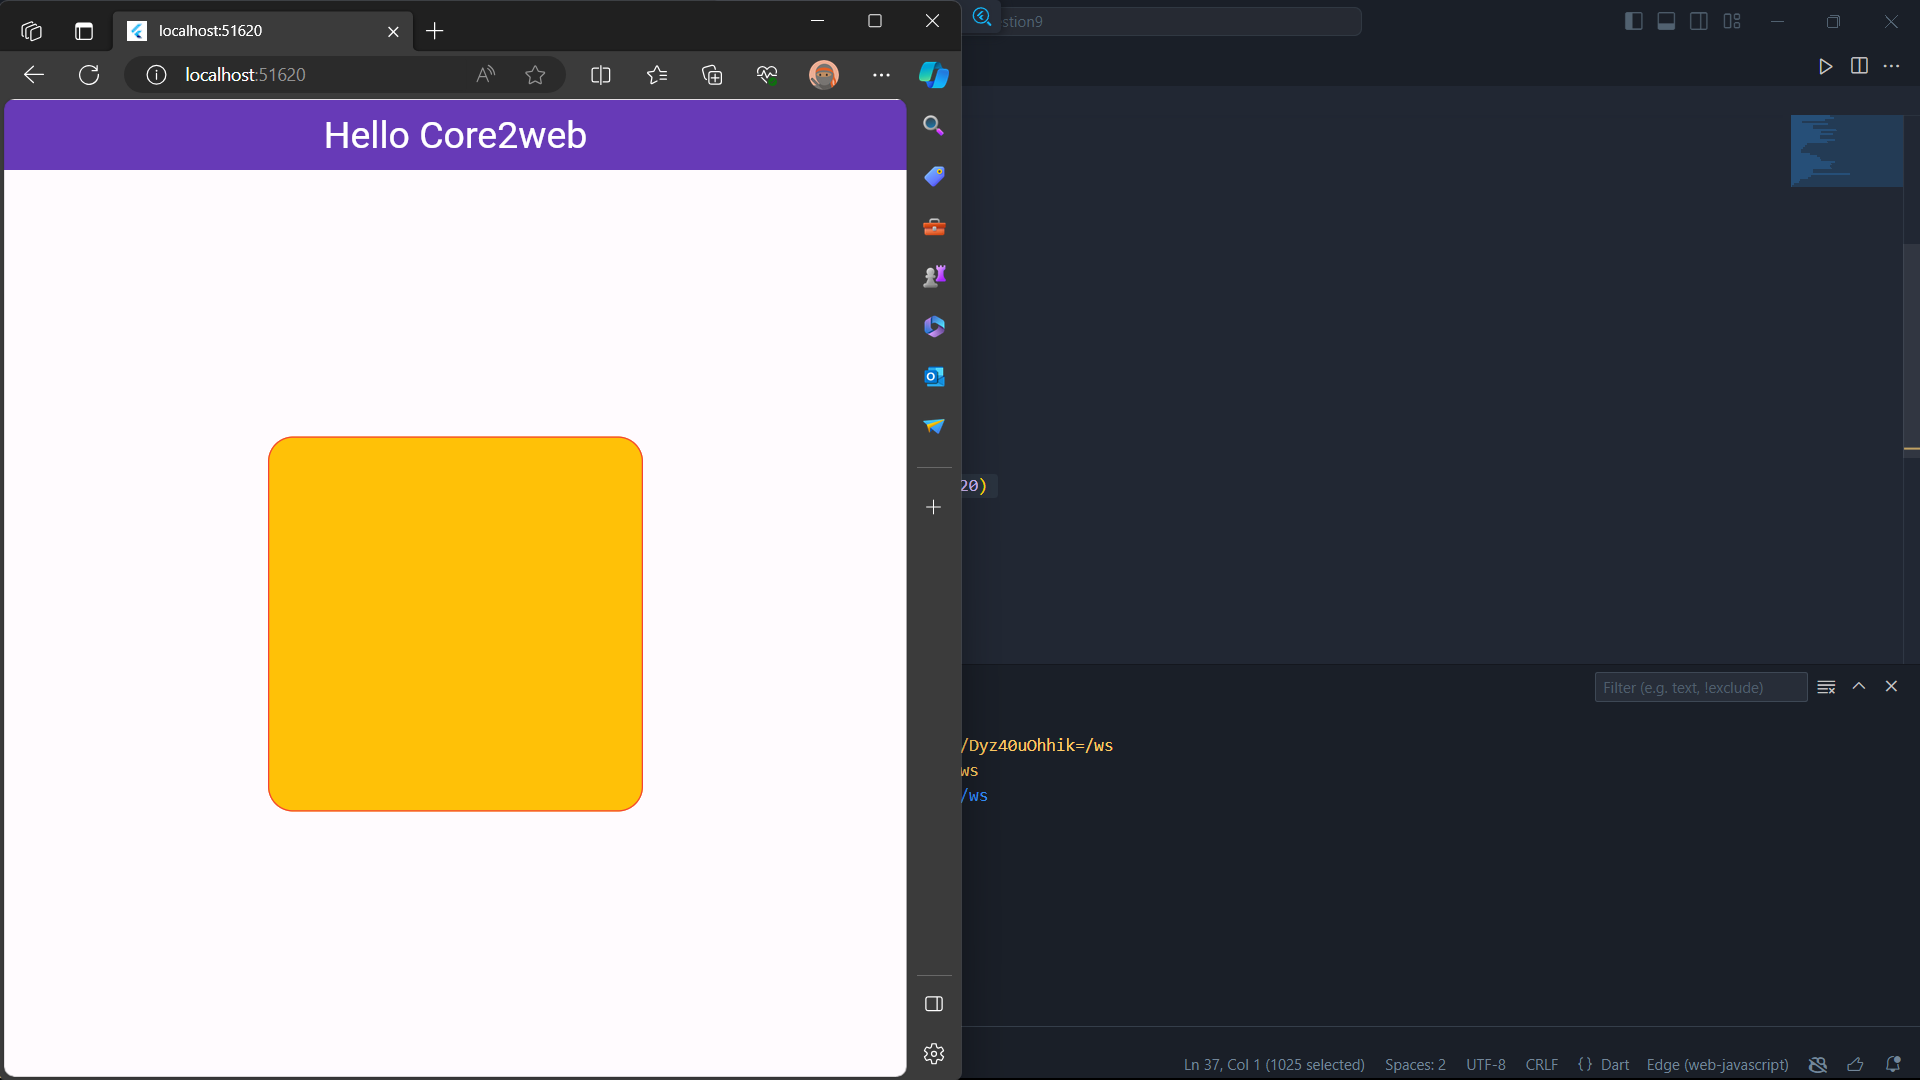 localhost:51620
localhost:51620
Hello Core2web
stion9
20)
Filter (e.g. text, !exclude)
/Dyz40uOhhik=/ws
ws
/ws
Ln 37, Col 1 (1025 selected)
Spaces: 2
UTF-8
CRLF
{} Dart
Edge (web-javascript)